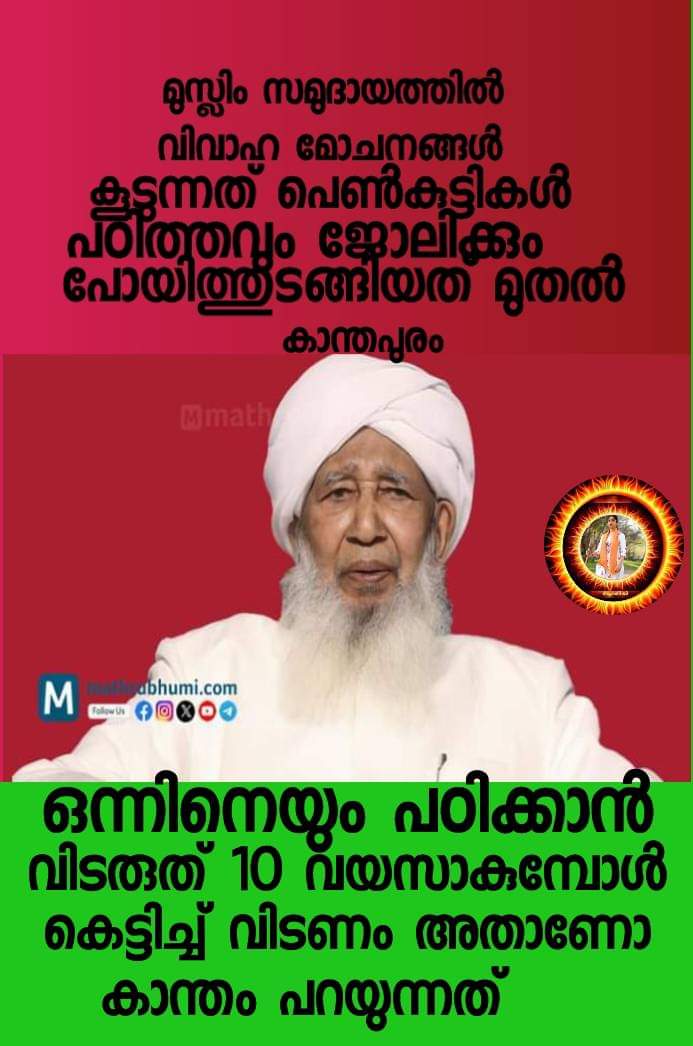 മുസ്ലിം സമുദായത്തിൽ
വിവാഹ മോചനങ്ങൾ
കൂടുന്നത് പെൺകുട്ടികൾ
പഠിത്തവും ജോലിക്കും
പോയിത്തുടങ്ങിയത് മുതൽ
കാന്തപുരം
math
M mathrubhumi.com
Follow Us
ഒന്നിനെയും പഠിക്കാൻ
വിടരുത് 10 വയസാകുമ്പോൾ
കെട്ടിച്ച് വിടണം അതാണോ
കാന്തം പറയുന്നത്